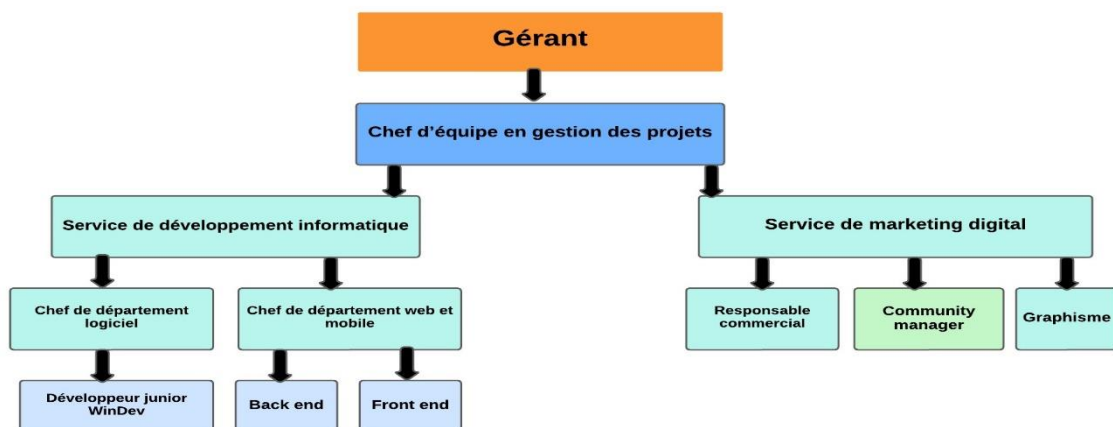 Gérant
Chef d'équipe en gestion des projets
Service de développement informatique
Service de marketing digital
Chef de département
logiciel
Chef de département web et
mobile
Responsable
commercial
Community
manager
Graphisme
Développeur junior
WinDev
Back end
Front end